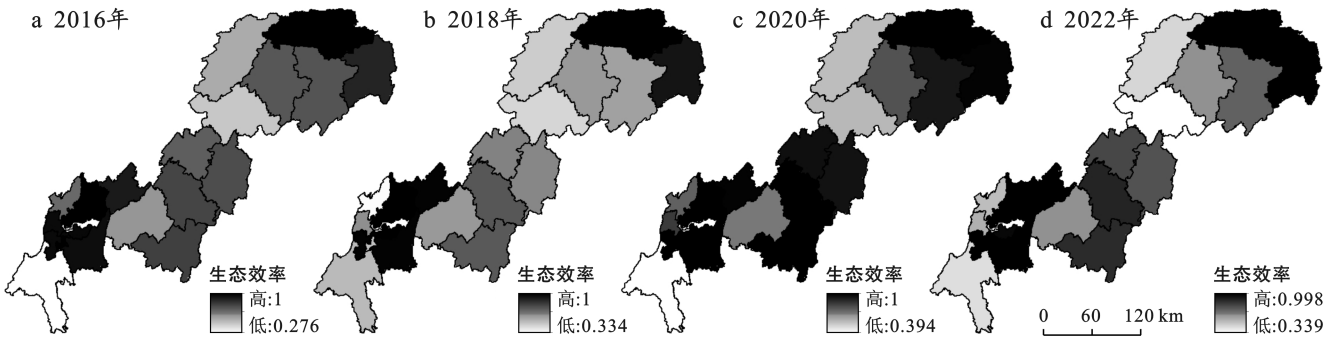 a 2016年
b 2018年
c 2020年
d 2022年
生态效率
高:1
低:0.276
生态效率
高:1
低:0.334
生态效率
高:1
低:0.394
0 60 120 km
生态效率
高:0.998
低:0.339